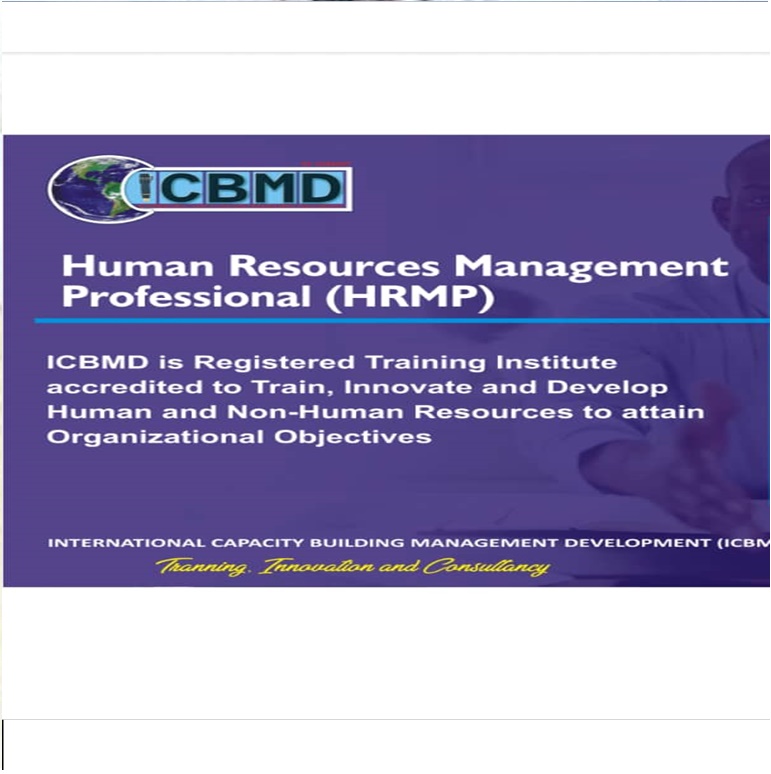 iCBMD
Human Resources Management
Professional (HRMP)
ICBMD is Registered Training Institute
accredited to Train, Innovate and Develop
Human and Non-Human Resources to attain
Organizational Objectives
INTERNATIONAL CAPACITY BUILDING MANAGEMENT DEVELOPMENT (ICBM
Tranning, Innovation and Consultancy